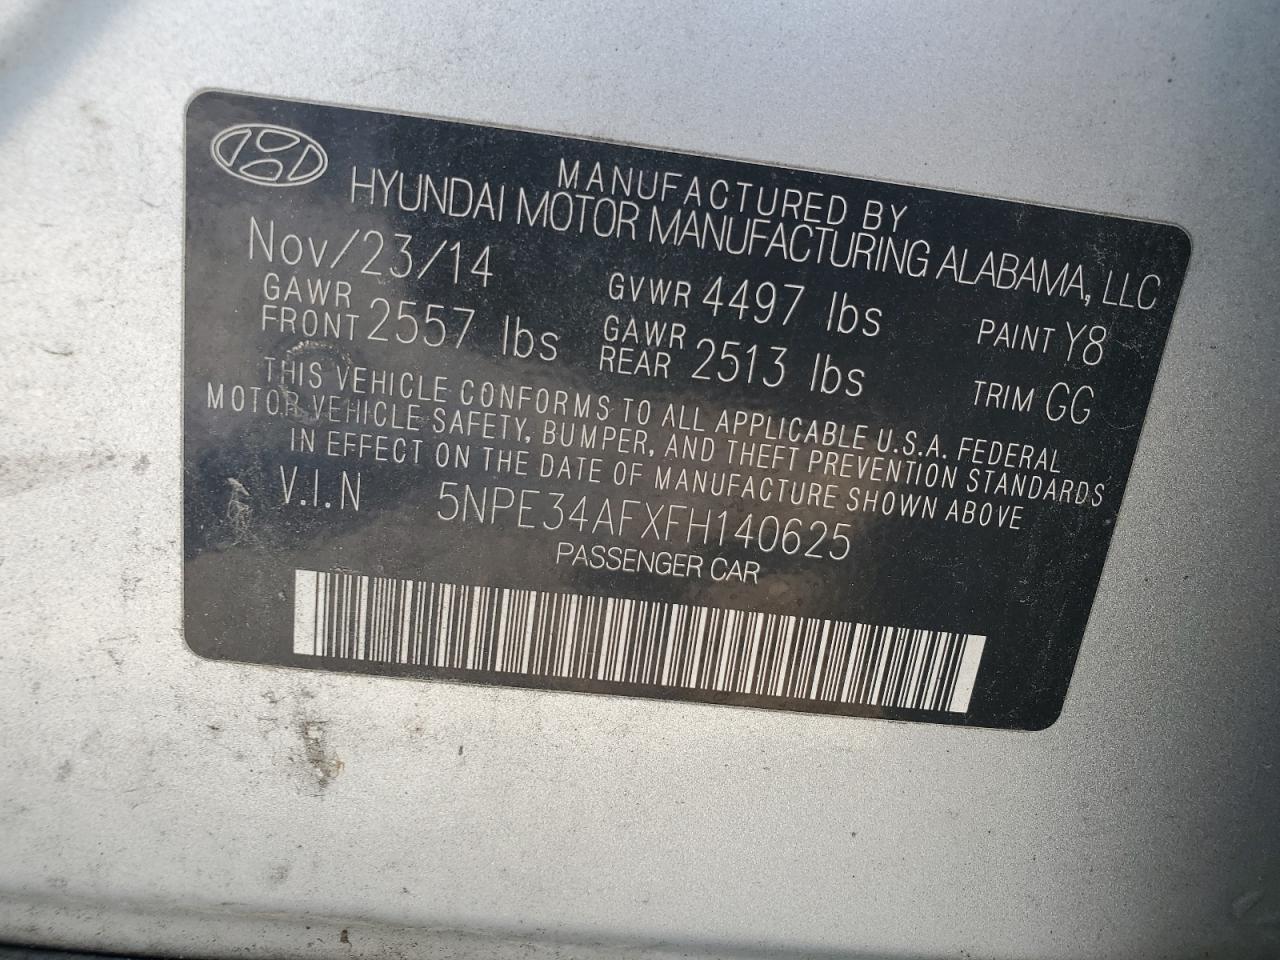 MANUFACTURED BY
HYUNDAI MOTOR MANUFACTURING ALABAMA, LLC
Nov/23/14 GVWR 4497 lbs PAINT Y8
GAWR FRONT 2557 lbs GAWR REAR 2513 lbs TRIM GG
THIS VEHICLE CONFORMS TO ALL APPLICABLE U.S.A. FEDERAL
MOTOR VEHICLE SAFETY, BUMPER, AND THEFT PREVENTION STANDARDS
IN EFFECT ON THE DATE OF MANUFACTURE SHOWN ABOVE
V.I.N 5NPE34AFXFH140625
PASSENGER CAR